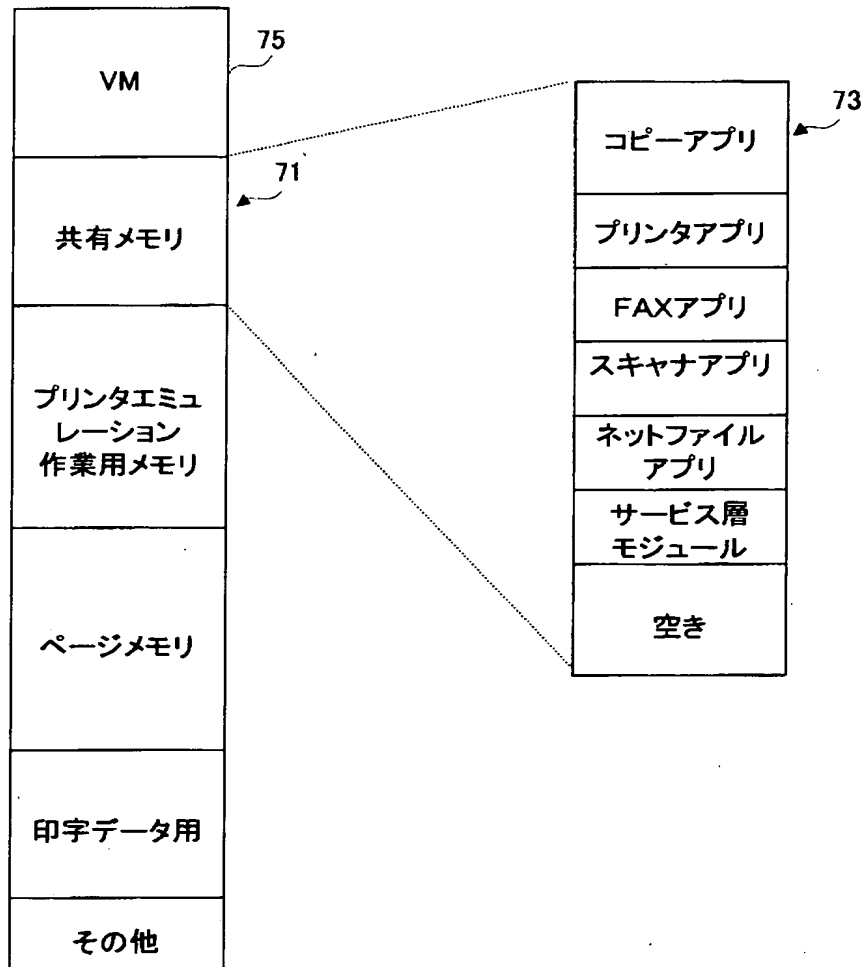 VM
75
共有メモリ
71
プリンタエミュ
レーション
作業用メモリ
ページメモリ
印字データ用
その他
73
コピーアプリ
プリンタアプリ
FAXアプリ
スキャナアプリ
ネットファイル
アプリ
サービス層
モジュール
空き